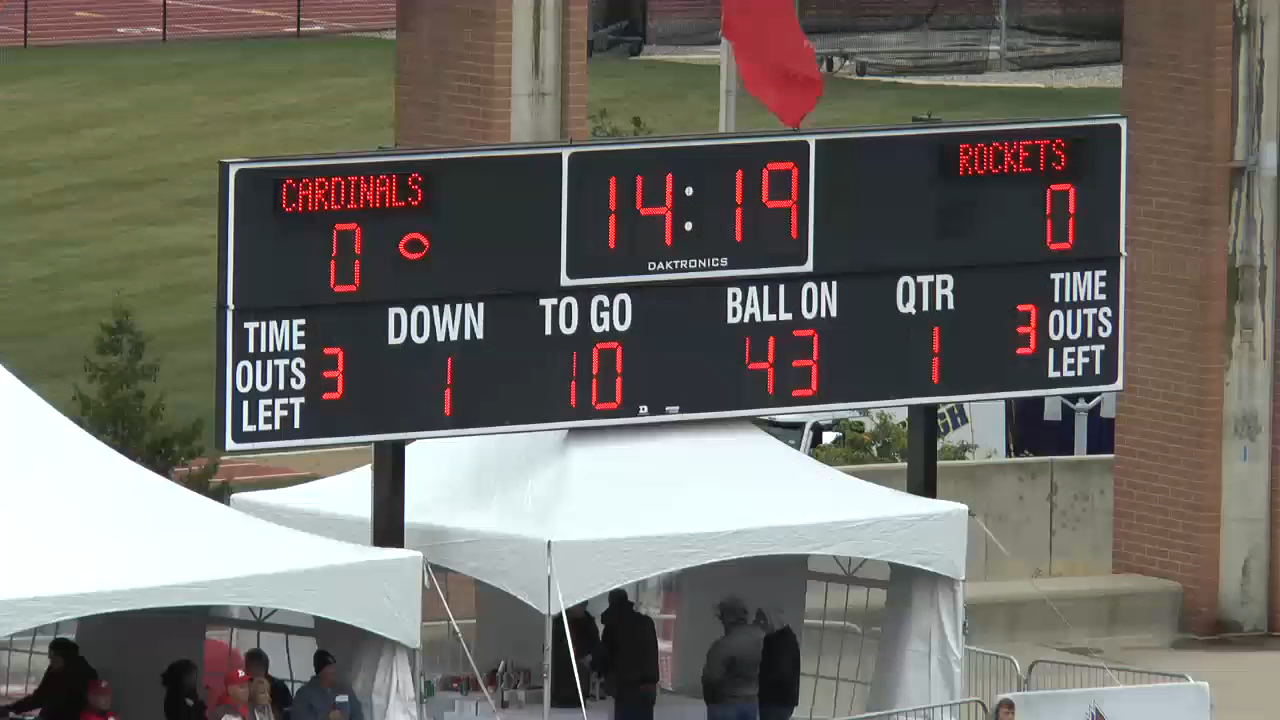 CARDINALS 14:19 ROCKETS
0 0
DAKTRONICS
DOWN TO GO BALL ON QTR
TIME OUTS LEFT 3 1 10 43 1 3 TIME OUTS LEFT
GH